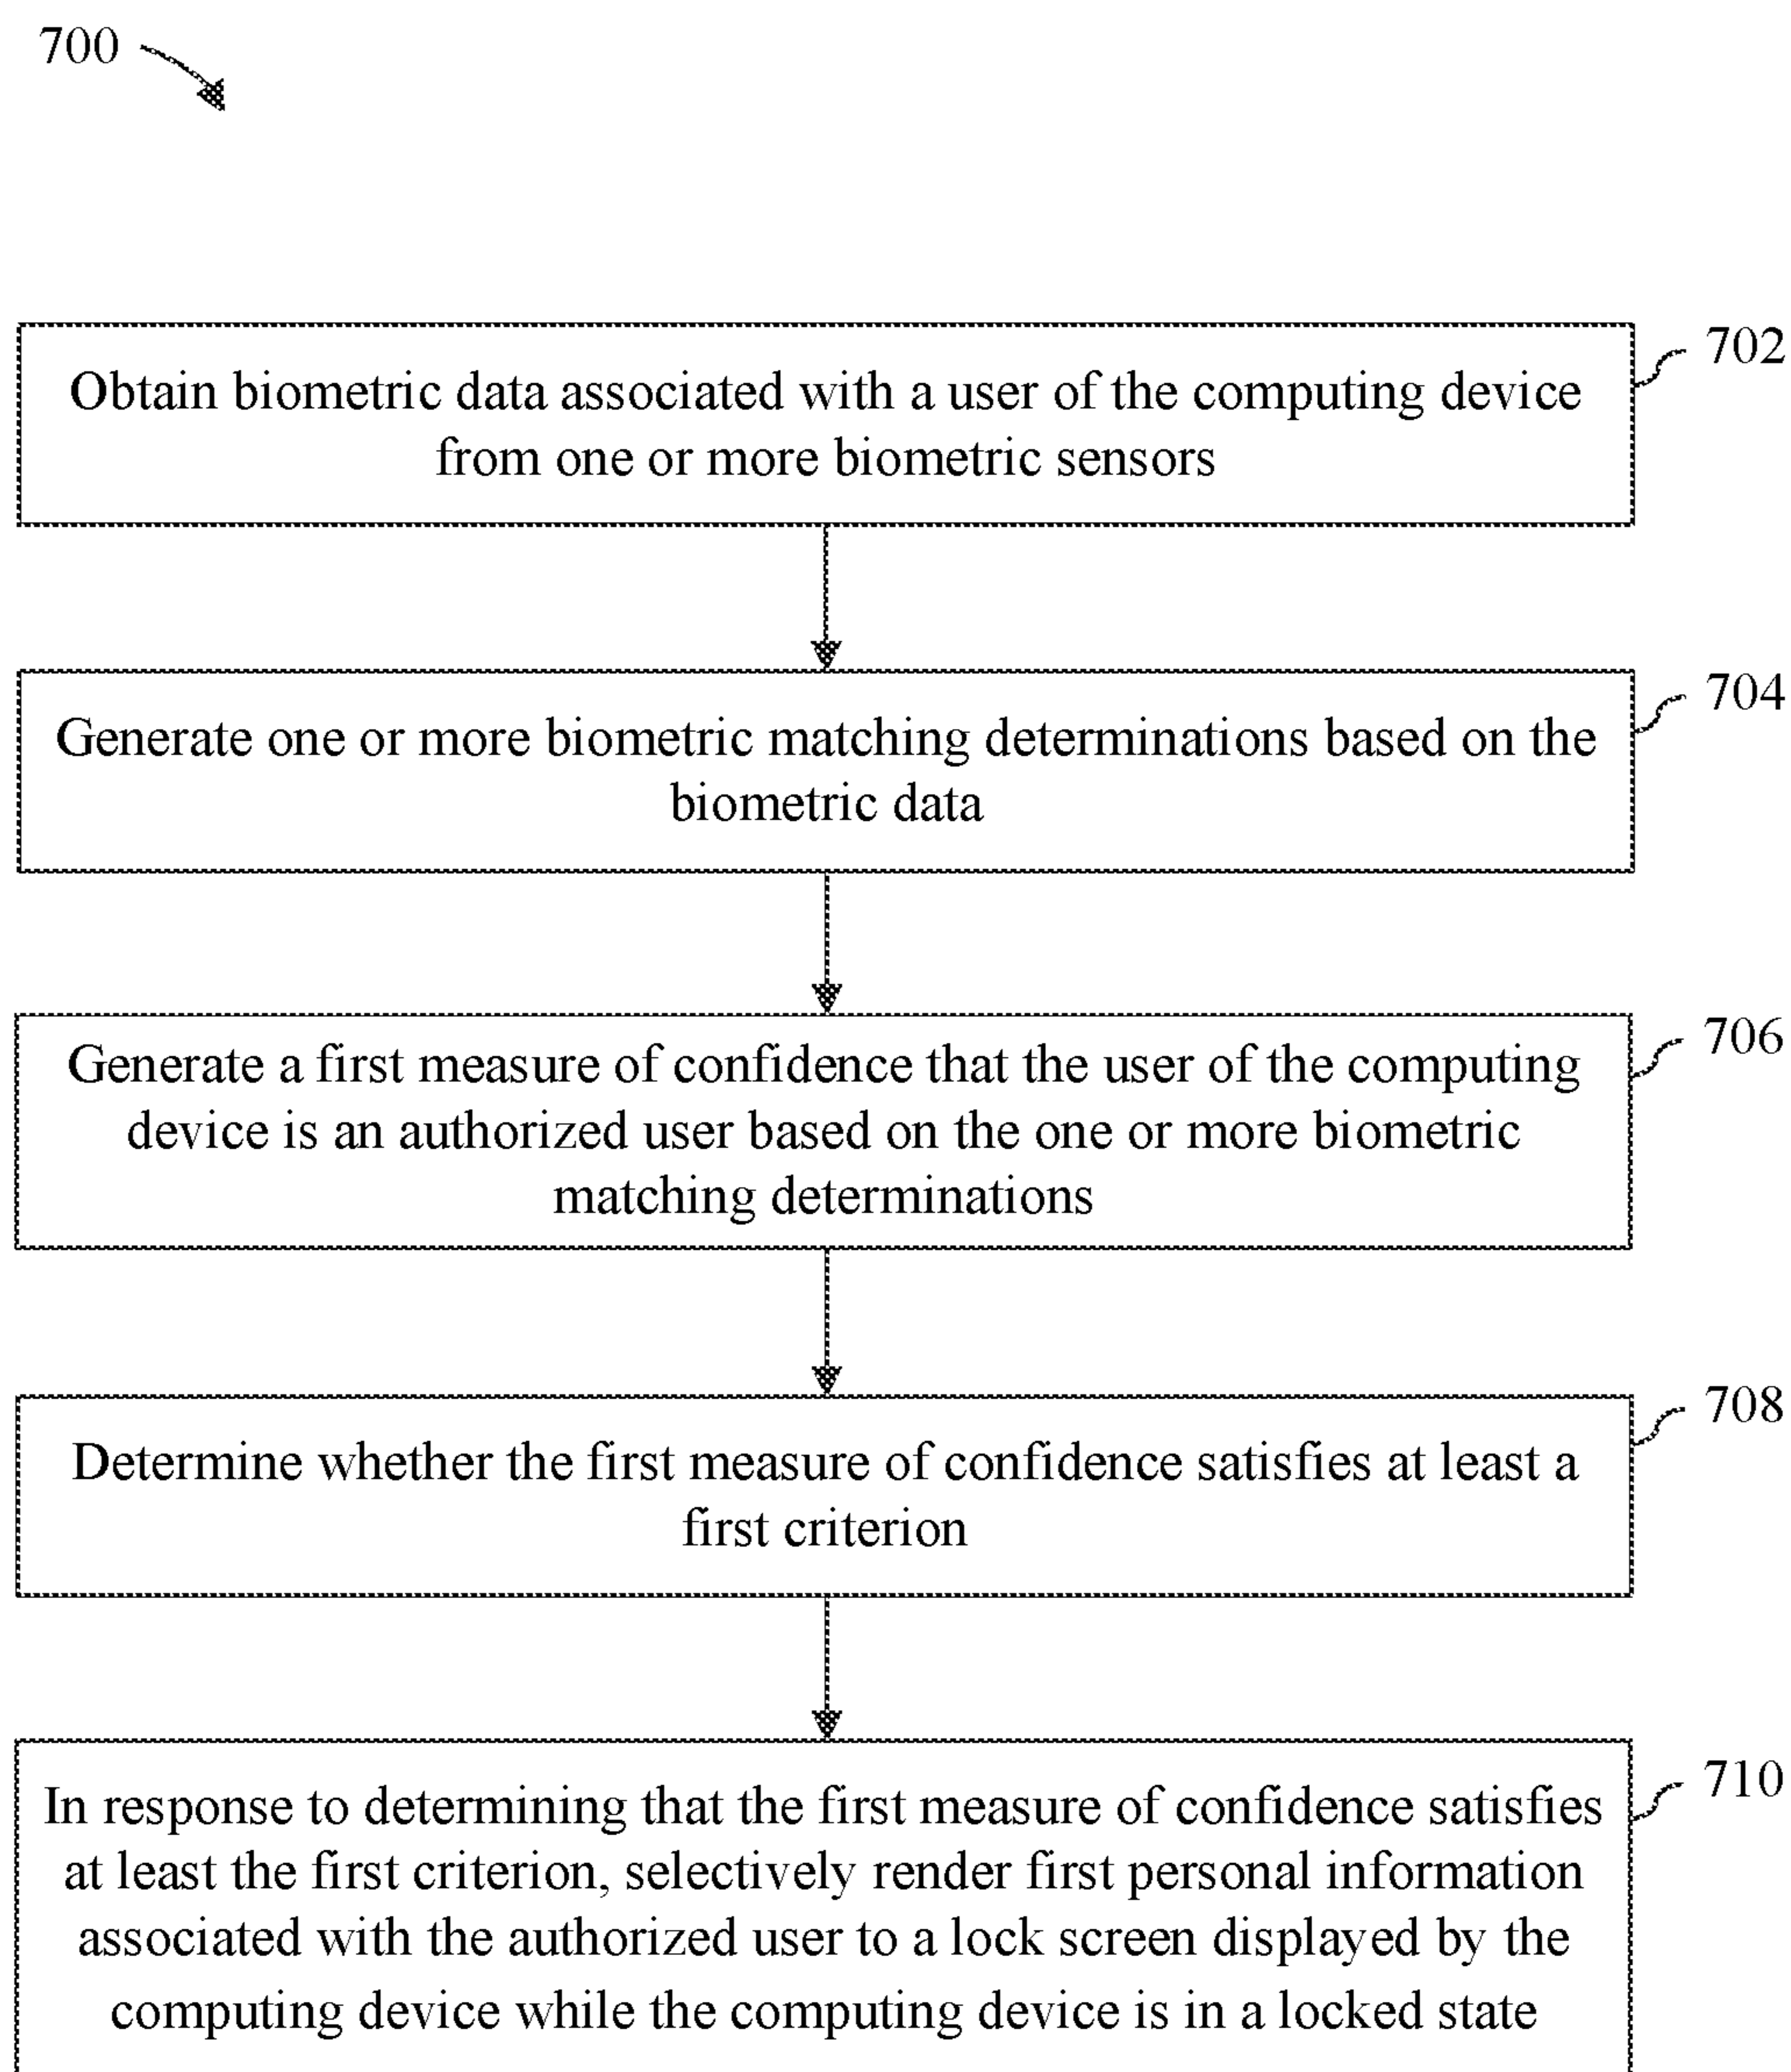 700
702
Obtain biometric data associated with a user of the computing device
from one or more biometric sensors
704
Generate one or more biometric matching determinations based on the
biometric data
706
Generate a first measure of confidence that the user of the computing
device is an authorized user based on the one or more biometric
matching determinations
708
Determine whether the first measure of confidence satisfies at least a
first criterion
710
In response to determining that the first measure of confidence satisfies
at least the first criterion, selectively render first personal information
associated with the authorized user to a lock screen displayed by the
computing device while the computing device is in a locked state